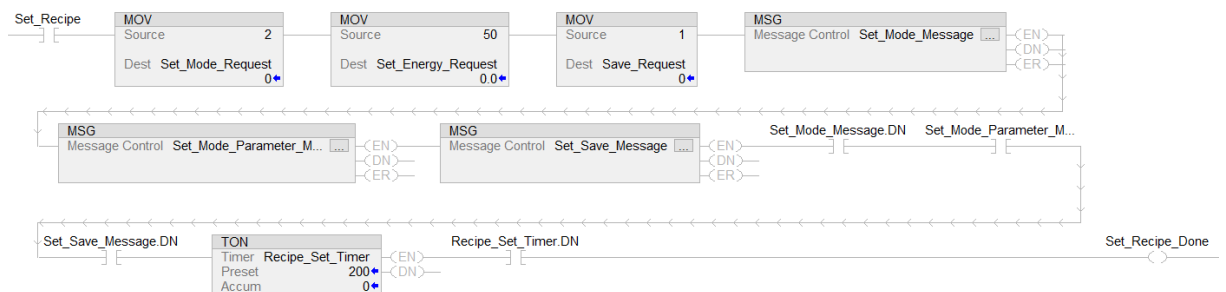 Set_Recipe
MOV
Source 2
Dest Set_Mode_Request
0
MOV
Source 50
Dest Set_Energy_Request
0.0
MOV
Source 1
Dest Save_Request
0
MSG
Message Control Set_Mode_Message ...
EN
DN
ER
MSG
Message Control Set_Mode_Parameter_M... ...
EN
DN
ER
MSG
Message Control Set_Save_Message ...
EN
DN
ER
Set_Mode_Message.DN
Set_Mode_Parameter_M...
Set_Save_Message.DN
TON
Timer Recipe_Set_Timer
Preset 200
Accum 0
EN
DN
Recipe_Set_Timer.DN
Set_Recipe_Done